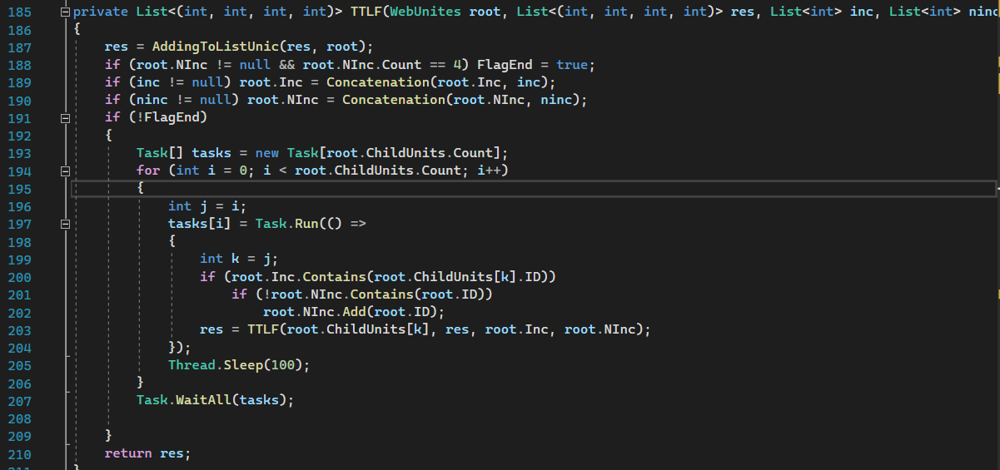 185 private List<(int, int, int, int)> TTLF(WebUnites root, List<(int, int, int, int)> res, List<int> inc, List<int> ninc
186 {
187 res = AddingToListUnic(res, root);
188 if (root.NInc != null && root.NInc.Count == 4) FlagEnd = true;
189 if (inc != null) root.Inc = Concatenation(root.Inc, inc);
190 if (ninc != null) root.NInc = Concatenation(root.NInc, ninc);
191 if (!FlagEnd)
192 {
193 Task[] tasks = new Task[root.ChildUnits.Count];
194 for (int i = 0; i < root.ChildUnits.Count; i++)
195 {
196 int j = i;
197 tasks[i] = Task.Run(() =>
198 {
199 int k = j;
200 if (root.Inc.Contains(root.ChildUnits[k].ID))
201 if (!root.NInc.Contains(root.ID))
202 root.NInc.Add(root.ID);
203 res = TTLF(root.ChildUnits[k], res, root.Inc, root.NInc);
204 });
205 Thread.Sleep(100);
206 }
207 Task.WaitAll(tasks);
208
209 }
210 return res;